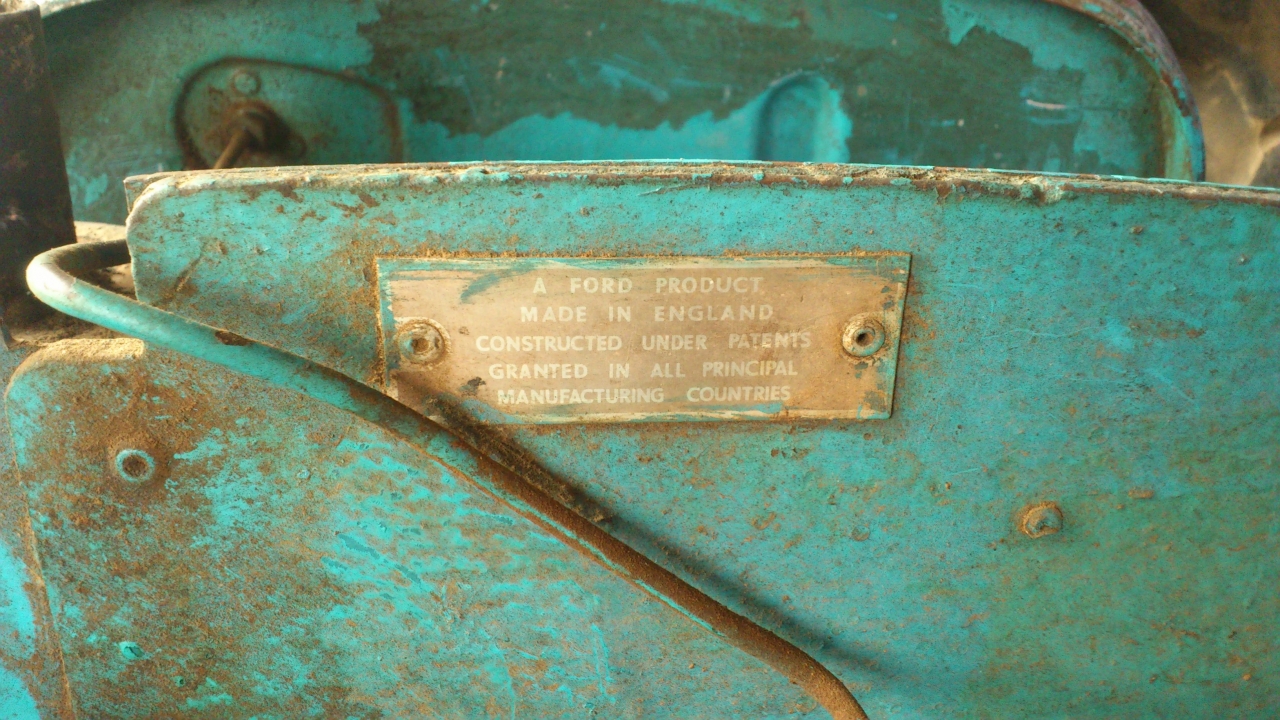 A FORD PRODUCT
MADE IN ENGLAND
CONSTRUCTED UNDER PATENTS
GRANTED IN ALL PRINCIPAL
MANUFACTURING COUNTRIES